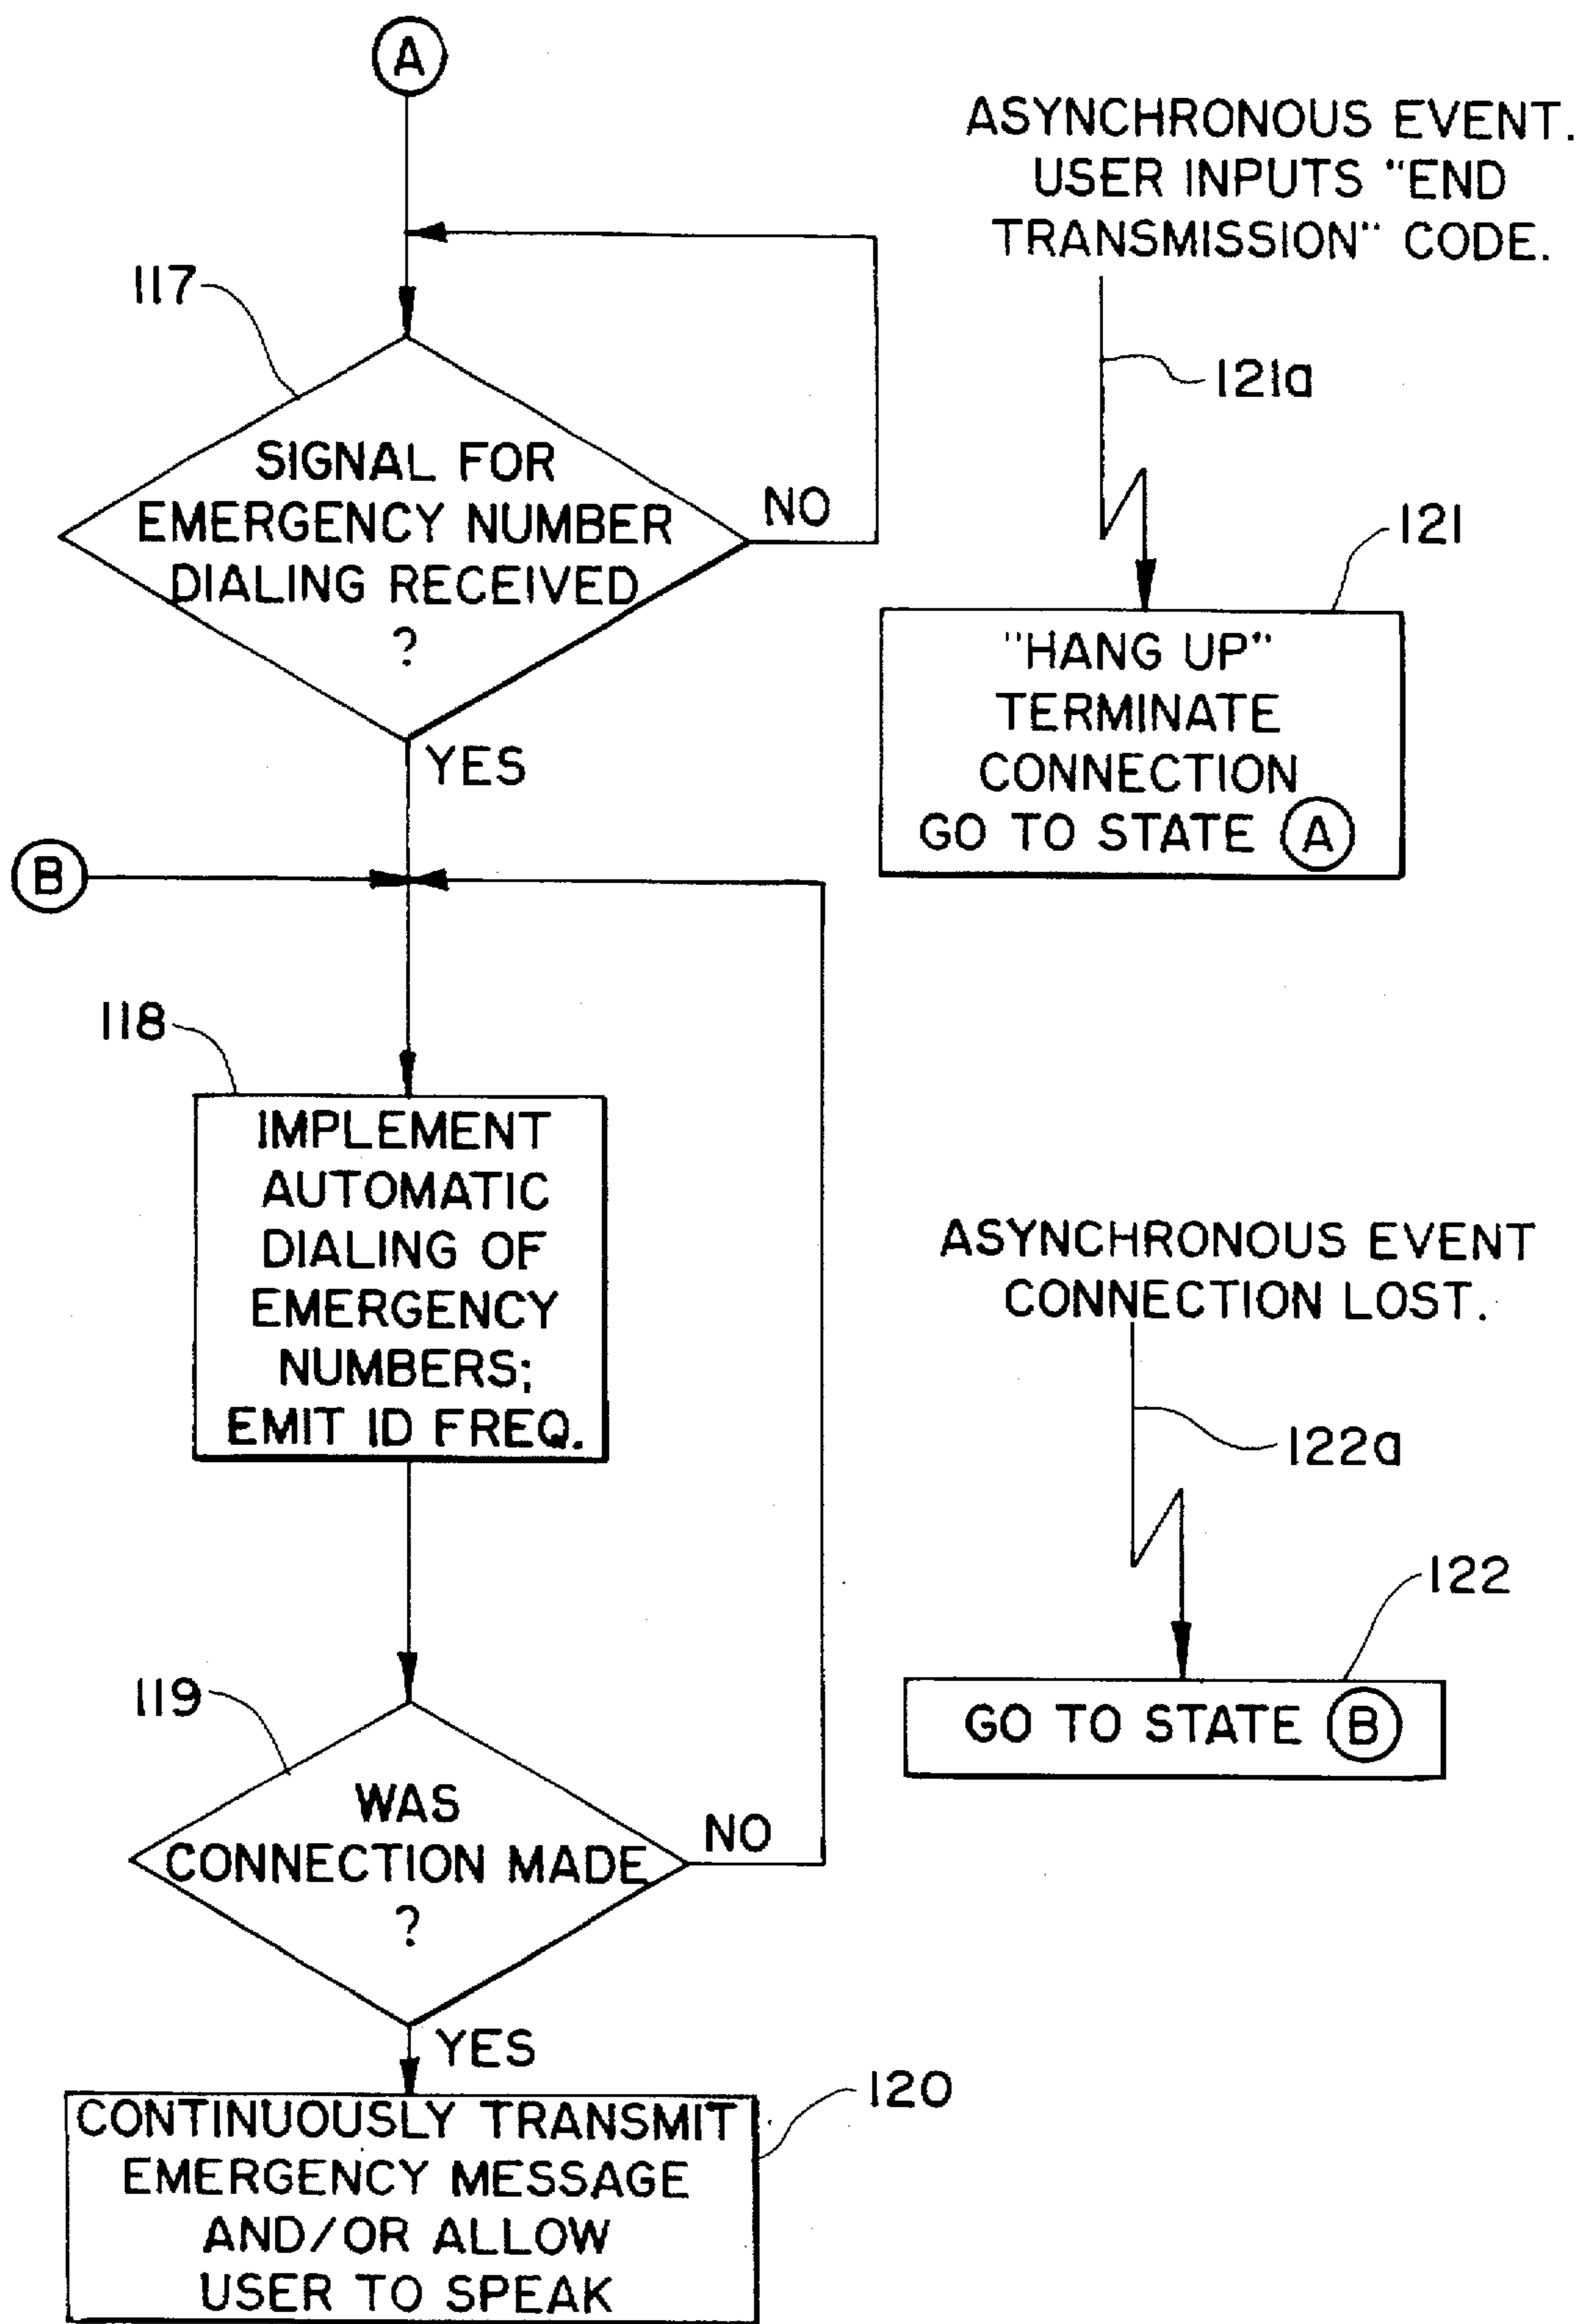 A
117
SIGNAL FOR
EMERGENCY NUMBER
DIALING RECEIVED
?
NO
YES
B
118
IMPLEMENT
AUTOMATIC
DIALING OF
EMERGENCY
NUMBERS;
EMIT ID FREQ.
119
WAS
CONNECTION MADE
?
NO
YES
120
CONTINUOUSLY TRANSMIT
EMERGENCY MESSAGE
AND/OR ALLOW
USER TO SPEAK
ASYNCHRONOUS EVENT.
USER INPUTS "END
TRANSMISSION" CODE.
121a
121
"HANG UP"
TERMINATE
CONNECTION
GO TO STATE A
ASYNCHRONOUS EVENT
CONNECTION LOST.
122a
122
GO TO STATE B